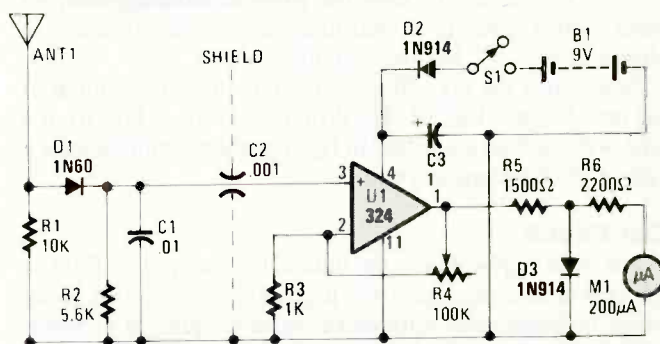 ANT1
SHIELD
D2
1N914
S1
B1
9V
D1
1N60
C2
.001
+
C3
1
3
+
4
U1
324
1
2
-
11
R5
1500Ω
R6
2200Ω
R1
10K
C1
.01
R2
5.6K
R3
1K
R4
100K
D3
1N914
M1
200µA
µA